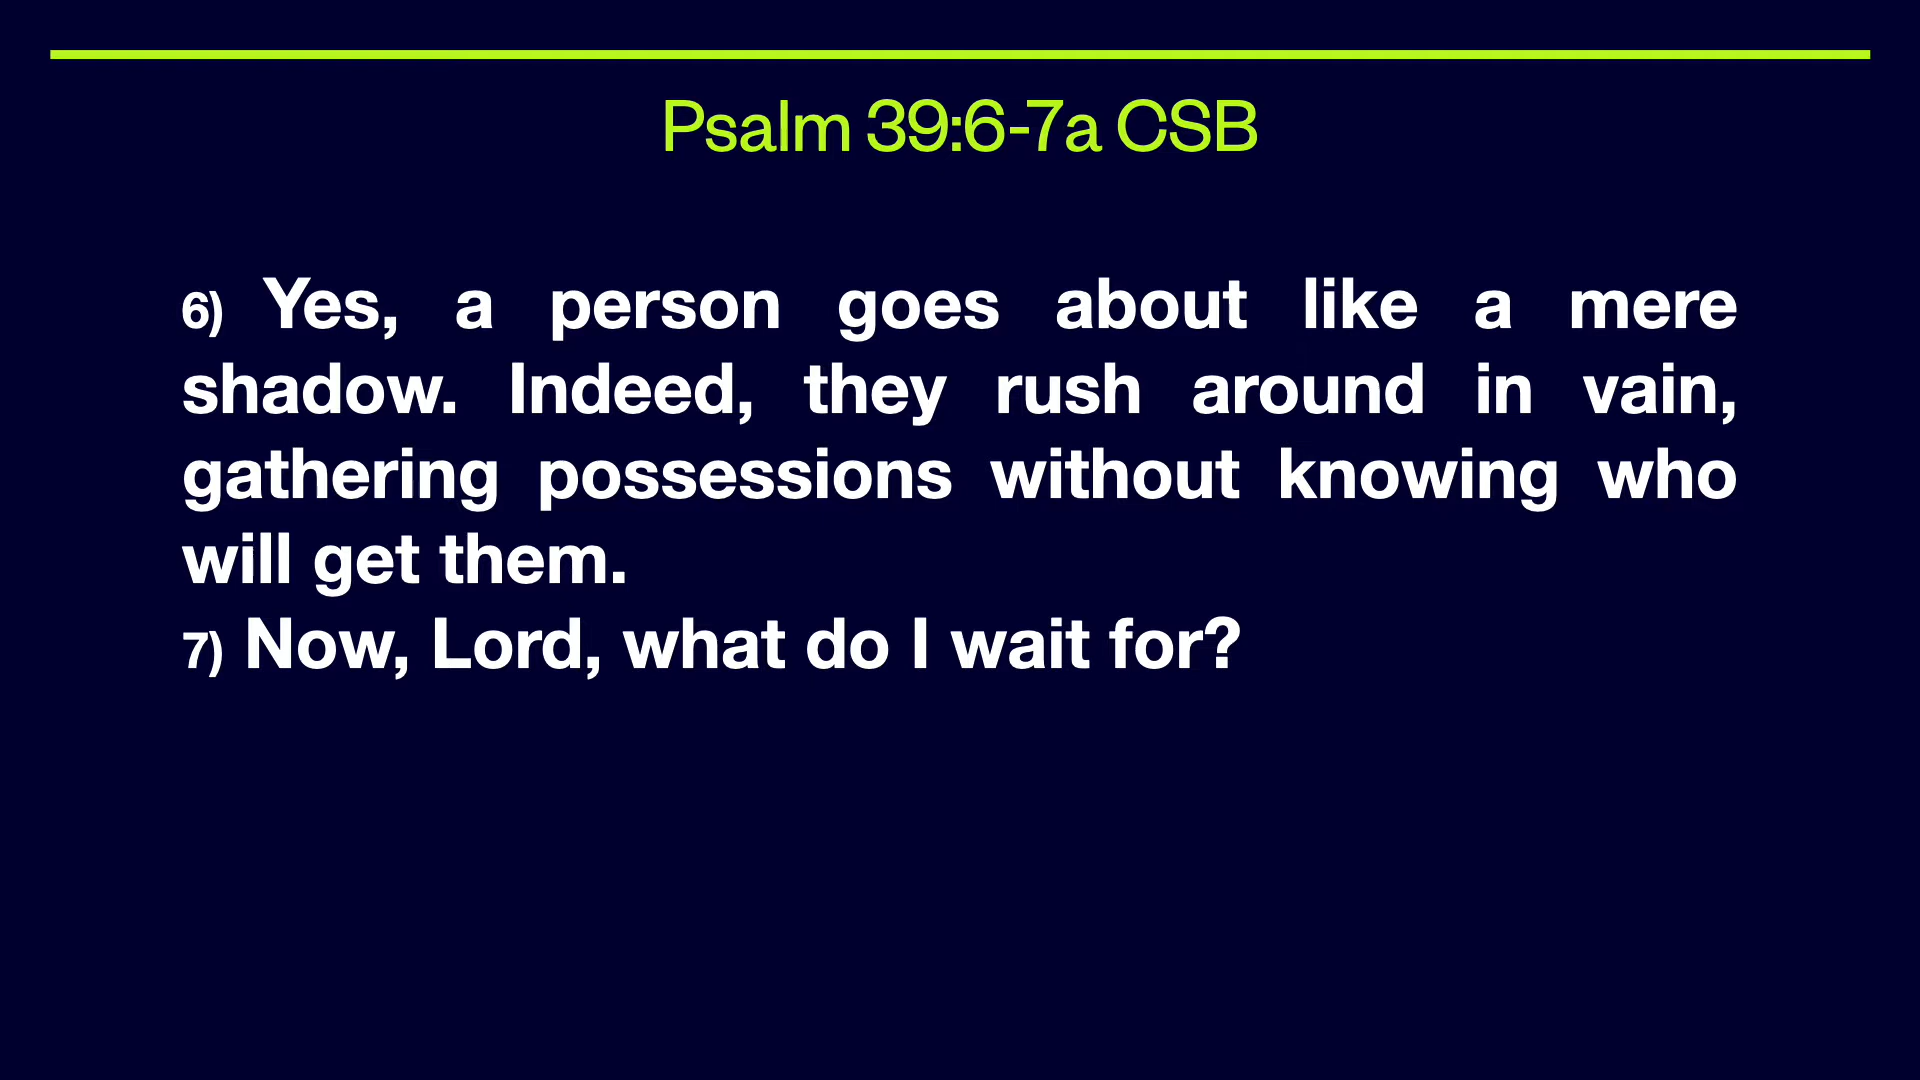 Psalm 39:6-7a CSB
6) Yes, a person goes about like a mere
shadow. Indeed, they rush around in vain,
gathering possessions without knowing who
will get them.
7) Now, Lord, what do I wait for?